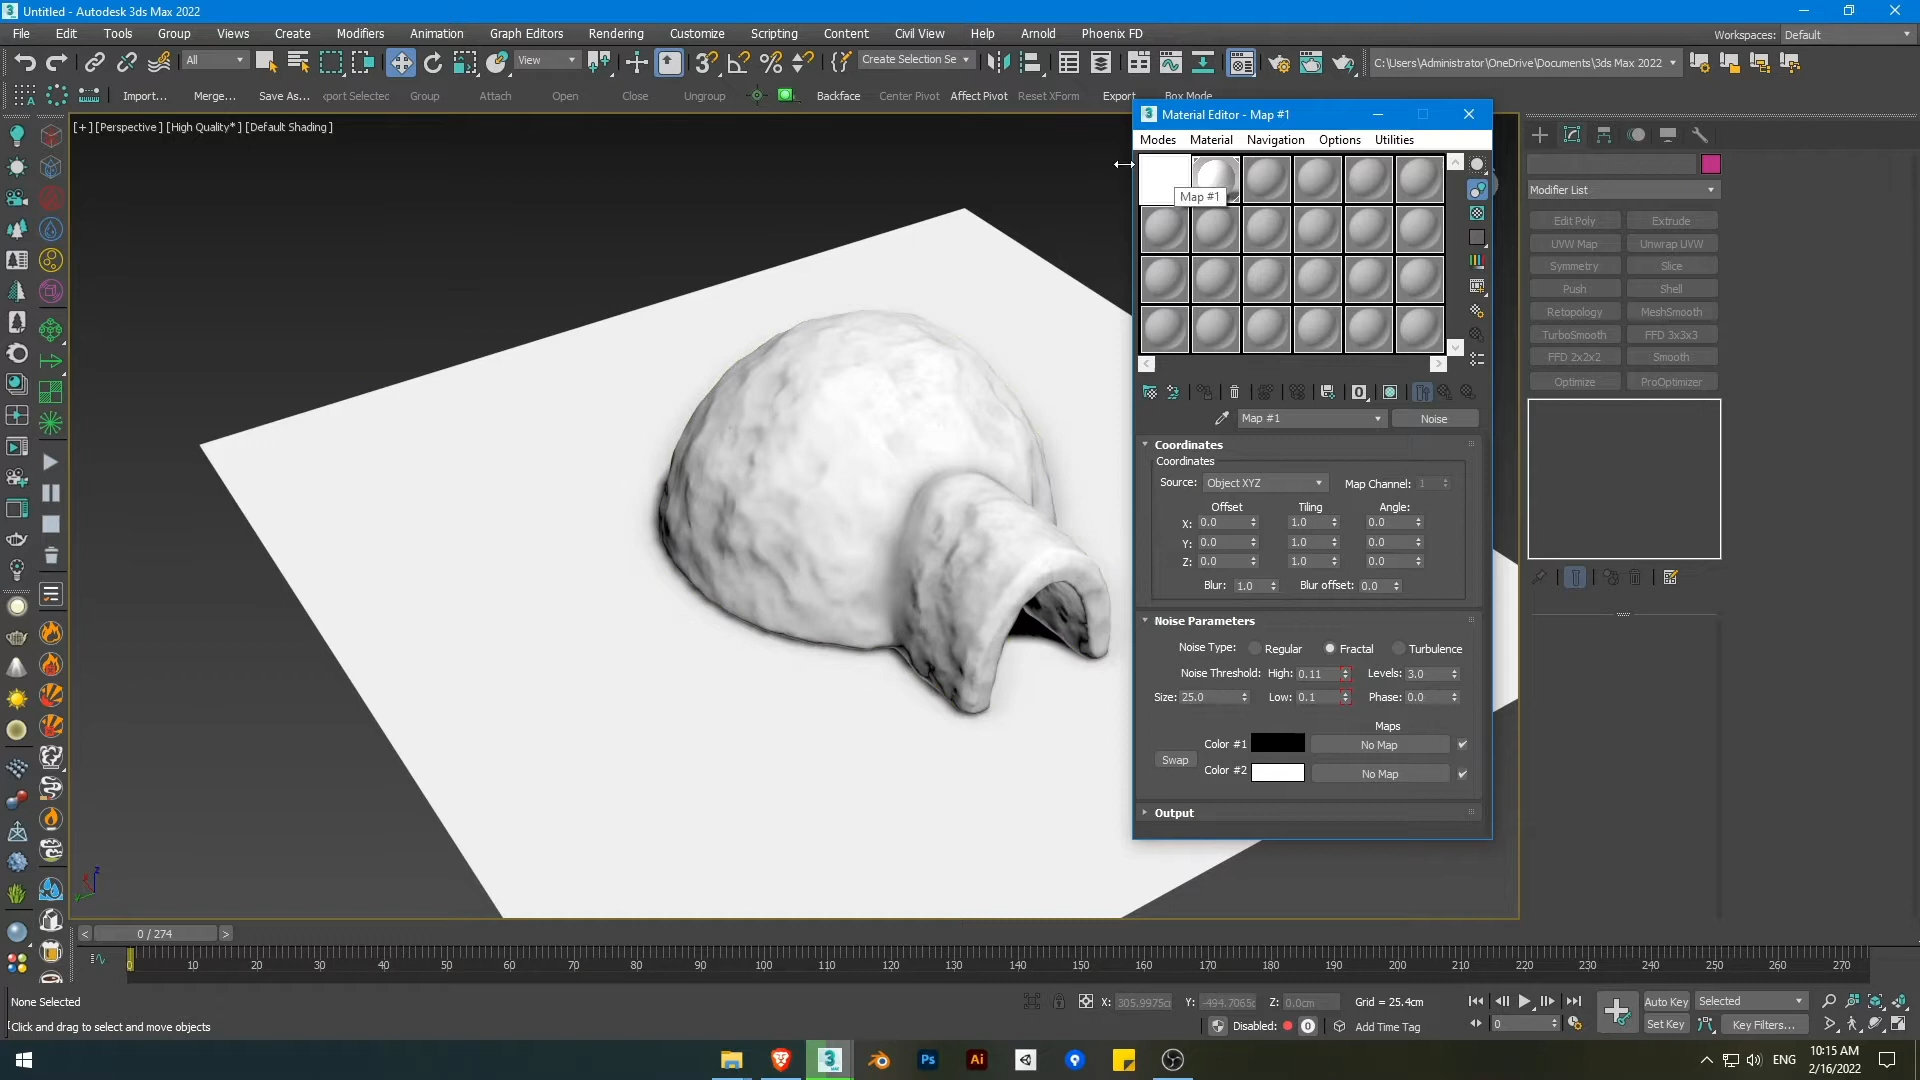 Untitled - Autodesk 3ds Max 2022
File Edit Tools Group Views Create Modifiers Animation Graph Editors Rendering Customize Scripting Content Civil View Help Arnold Phoenix FD
Workspaces: Default
All View Create Selection Se C:\Users\Administrator\OneDrive\Documents\3ds Max 2022
Import... Merge... Save As... xport Selected Group Attach Open Close Ungroup Backface Center Pivot Affect Pivot Reset XForm Export Box Mode
[+] [Perspective ] [High Quality* ] [Default Shading ]
Material Editor - Map #1
Modes Material Navigation Options Utilities
Map #1
Map #1 Noise
Coordinates
Coordinates
Source: Object XYZ Map Channel: 1
Offset Tiling Angle:
X: 0.0 1.0 0.0
Y: 0.0 1.0 0.0
Z: 0.0 1.0 0.0
Blur: 1.0 Blur offset: 0.0
Noise Parameters
Noise Type: Regular Fractal Turbulence
Noise Threshold: High: 0.11 Levels: 3.0
Size: 25.0 Low: 0.1 Phase: 0.0
Maps
Color #1 No Map
Swap
Color #2 No Map
Output
Modifier List
Edit Poly Extrude
UVW Map Unwrap UVW
Symmetry Slice
Push Shell
Retopology MeshSmooth
TurboSmooth FFD 3x3x3
FFD 2x2x2 Smooth
Optimize ProOptimizer
< 0 / 274 >
0 10 20 30 40 50 60 70 80 90 100 110 120 130 140 150 160 170 180 190 200 210 220 230 240 250 260 270
None Selected
X: 305.9975c Y: -494.7065c Z: 0.0cm Grid = 25.4cm
Auto Key Selected
Click and drag to select and move objects
Disabled: 0 Add Time Tag
0 Set Key Key Filters...
3 MAX Ps Ai
ENG 10:15 AM
2/16/2022